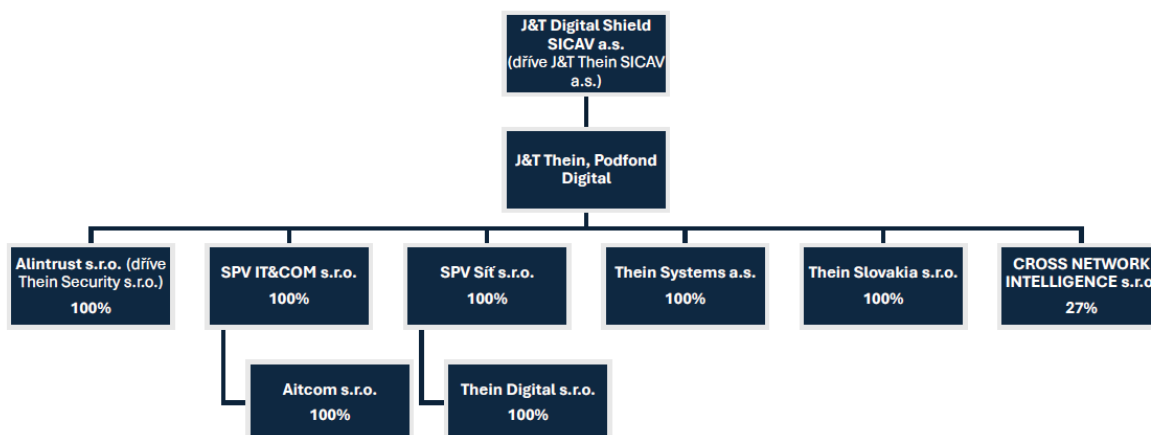 J&T Digital Shield
SICAV a.s.
(dříve J&T Thein SICAV
a.s.)
J&T Thein, Podfond
Digital
Alintrust s.r.o. (dříve
Thein Security s.r.o.)
100%
SPV IT&COM s.r.o.
100%
SPV Síť s.r.o.
100%
Thein Systems a.s.
100%
Thein Slovakia s.r.o.
100%
CROSS NETWORK
INTELLIGENCE s.r.o
27%
Aitcom s.r.o.
100%
Thein Digital s.r.o.
100%